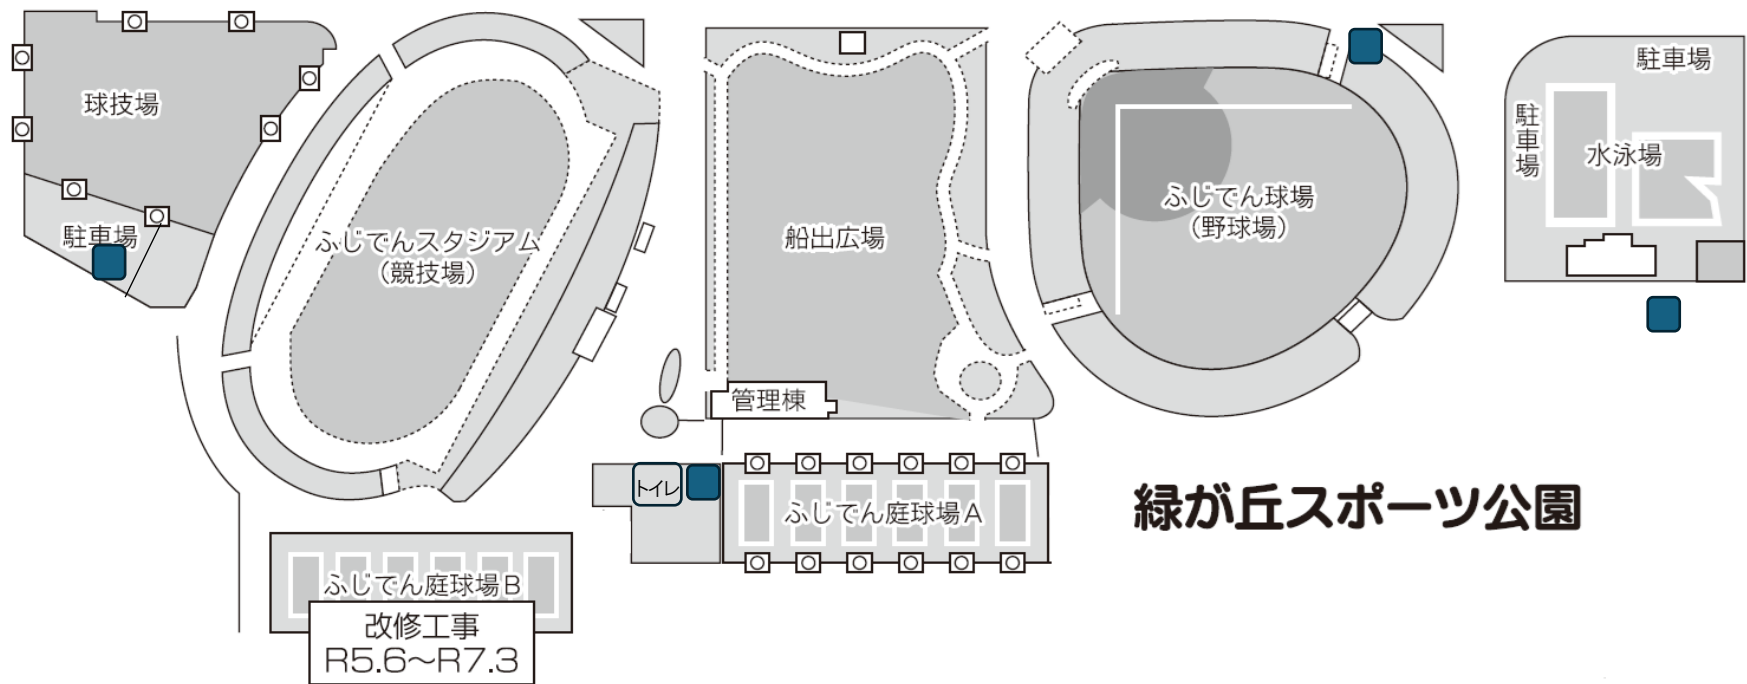 球技場
駐車場
ふじでんスタジアム
(競技場)
船出広場
管理棟
ふじでん球場
(野球場)
駐車場
駐車場
水泳場
トイレ
ふじでん庭球場A
緑が丘スポーツ公園
ふじでん庭球場B
改修工事
R5.6～R7.3